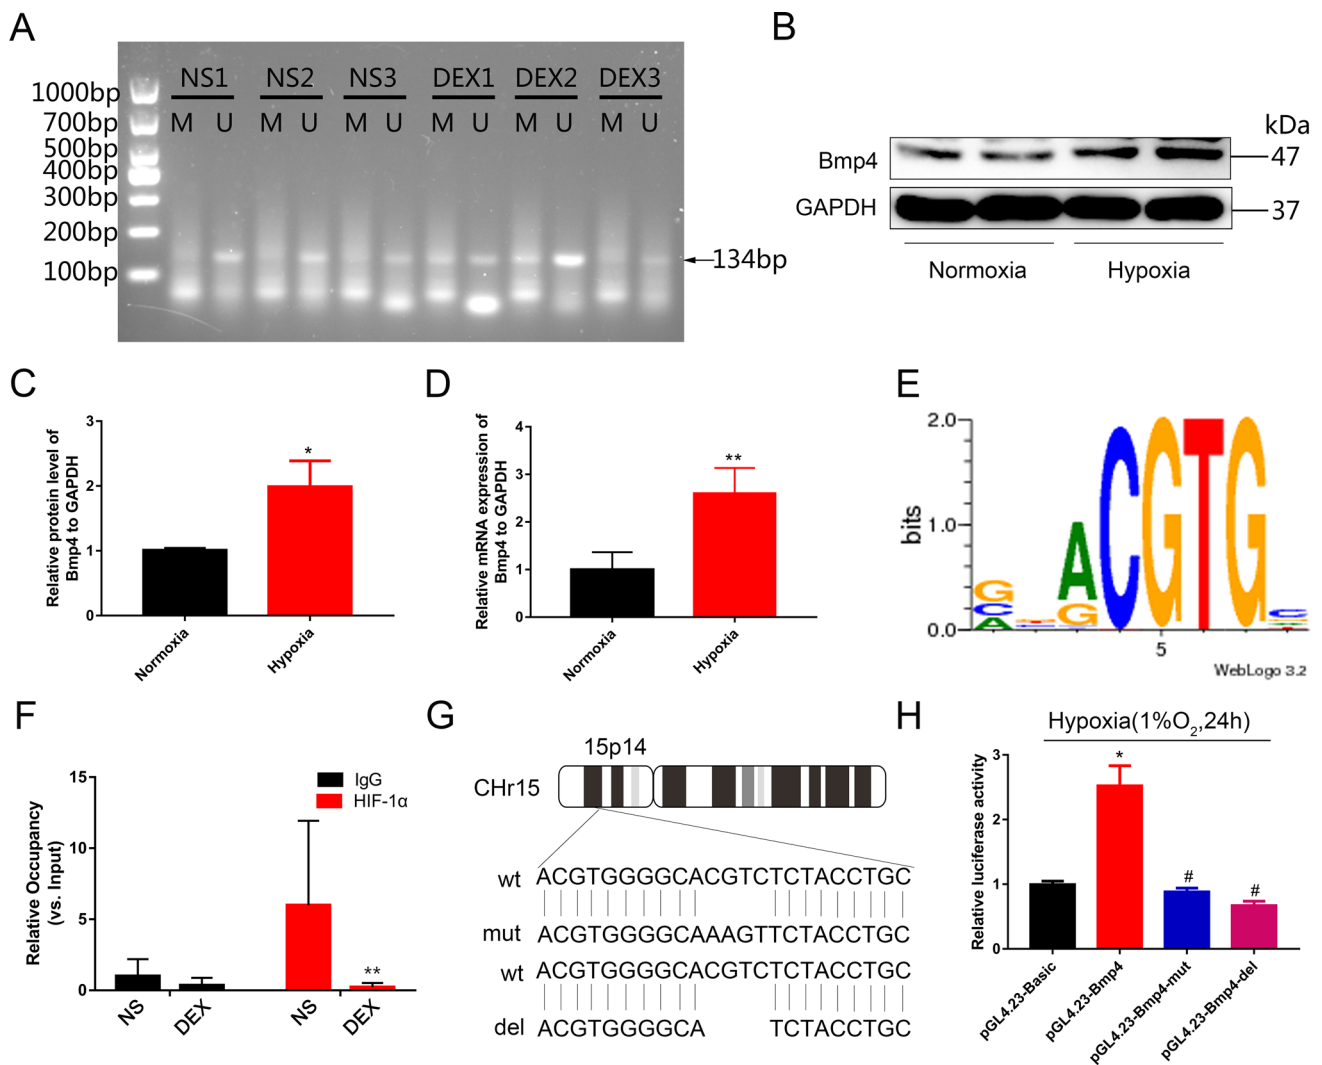 A
NS1 NS2 NS3 DEX1 DEX2 DEX3
M U M U M U M U M U M U
1000bp
700bp
500bp
400bp
300bp
200bp
100bp
134bp
B
kDa
Bmp4
47
GAPDH
37
Normoxia Hypoxia
C
Relative protein level of
Bmp4 to GAPDH
3
2
1
0
*
Normoxia
Hypoxia
D
Relative mRNA expression of
Bmp4 to GAPDH
4
3
2
1
0
**
Normoxia
Hypoxia
E
bits
2.0
1.0
0.0
G
C
A
A
G
C
G
T
G
C
5
WebLogo 3.2
F
Relative Occupancy
(vs. Input)
15
10
5
0
IgG
HIF-1α
**
NS
DEX
NS
DEX
G
15p14
CHr15
wt ACGTGGGGCACGTCTCTACCTGC
mut ACGTGGGGCAAAGTTCTACCTGC
wt ACGTGGGGCACGTCTCTACCTGC
del ACGTGGGGCA TCTACCTGC
H
Hypoxia(1%O2,24h)
Relative luciferase activity
3
2
1
0
*
#
#
pGL4.23-Basic
pGL4.23-Bmp4
pGL4.23-Bmp4-mut
pGL4.23-Bmp4-del